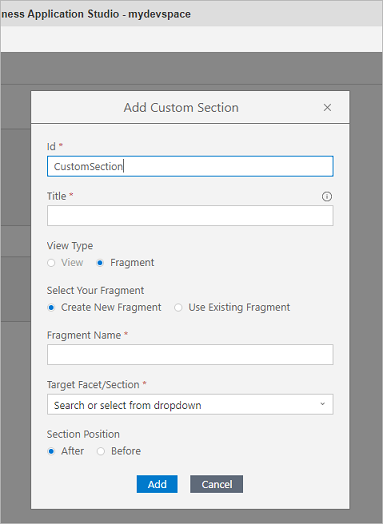 ness Application Studio - mydevspace
Add Custom Section
Id *
CustomSection
Title *
View Type
View Fragment
Select Your Fragment
Create New Fragment Use Existing Fragment
Fragment Name *
Target Facet/Section *
Search or select from dropdown
Section Position
After Before
Add Cancel